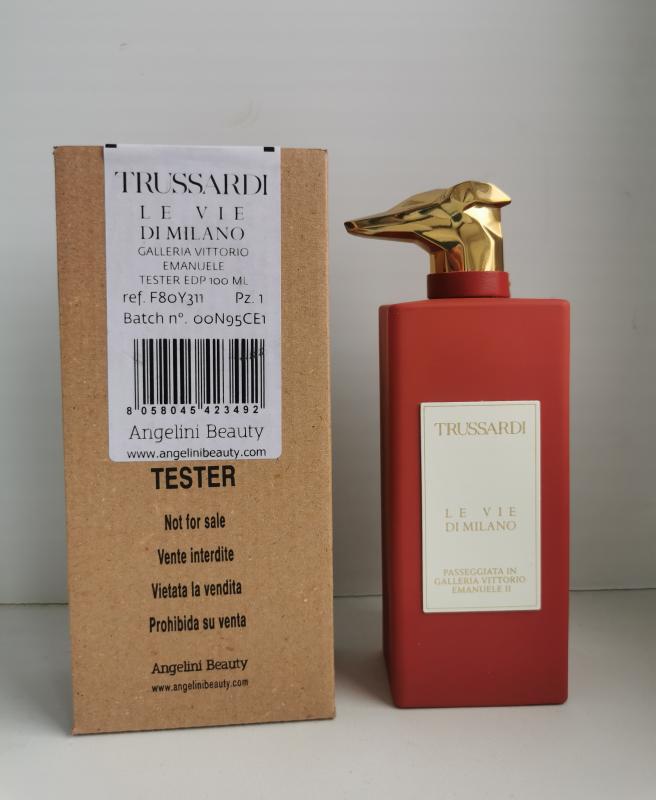 TRUSSARDI
LE VIE
DI MILANO
GALLERIA VITTORIO
EMANUELE
TESTER EDP 100 ML
ref. F80Y311 Pz. 1
Batch n°. 00N95CE1
8 058045 423492
Angelini Beauty
www.angelinibeauty.com
TESTER
Not for sale
Vente interdite
Vietata la vendita
Prohibida su venta
Angelini Beauty
www.angelinibeauty.com
TRUSSARDI
LE VIE
DI MILANO
PASSEGGIATA IN
GALLERIA VITTORIO
EMANUELE II